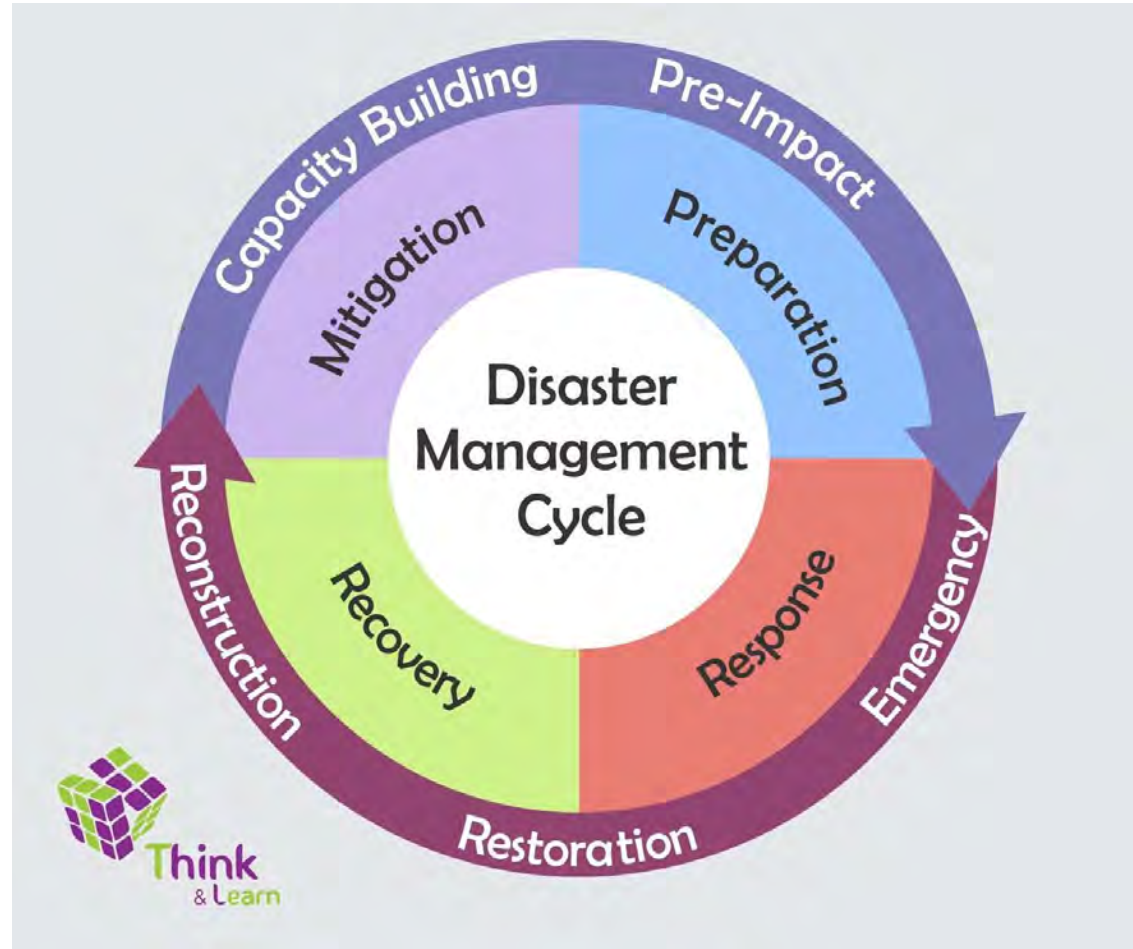 Capacity Building
Pre-Impact
Mitigation
Preparation
Disaster
Management
Cycle
Reconstruction
Recovery
Response
Emergency
Restoration
Think
& Learn